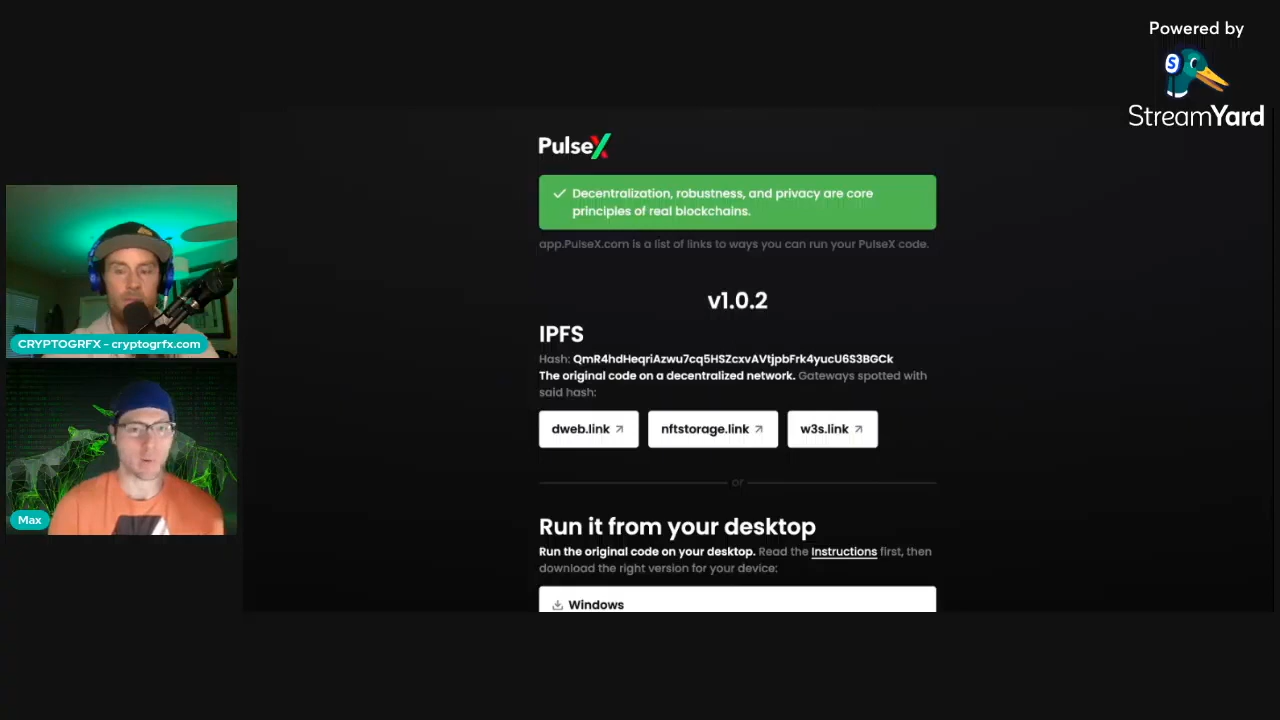 Powered by
StreamYard
PulseX
Decentralization, robustness, and privacy are core
principles of real blockchains.
app.PulseX.com is a list of links to ways you can run your PulseX code.
v1.0.2
IPFS
Hash: QmR4hdHeqriAzwu7cq5HSZcxvAVtjpbFrk4yucU6S3BGCk
The original code on a decentralized network. Gateways spotted with
said hash:
dweb.link
nftstorage.link
w3s.link
or
Run it from your desktop
Run the original code on your desktop. Read the Instructions first, then
download the right version for your device:
Windows
CRYPTOGRFX - cryptogrfx.com
Max